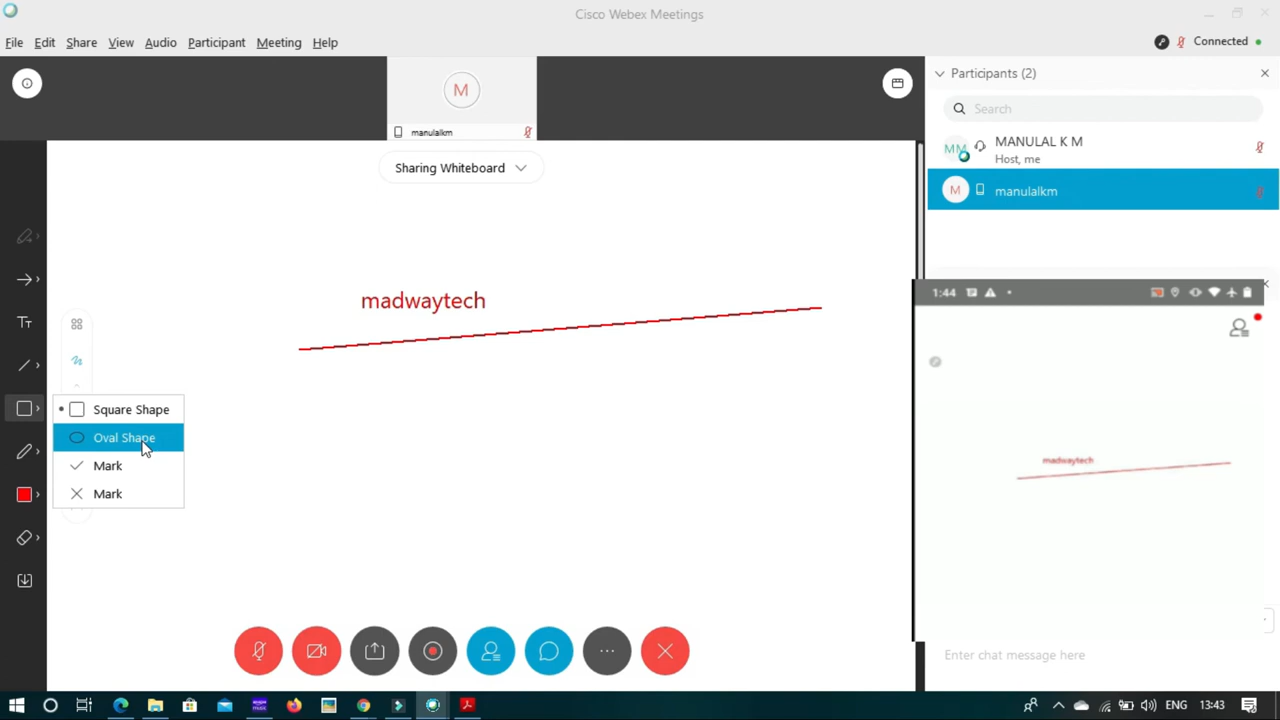 Cisco Webex Meetings
File Edit Share View Audio Participant Meeting Help
Connected
Participants (2)
Search
M
manulalkm
MM
MANULAL K M
Host, me
Sharing Whiteboard
M
manulalkm
madwaytech
1:44
madwaytech
Tт
Square Shape
Oval Shape
Mark
Mark
Enter chat message here
ENG
13:43